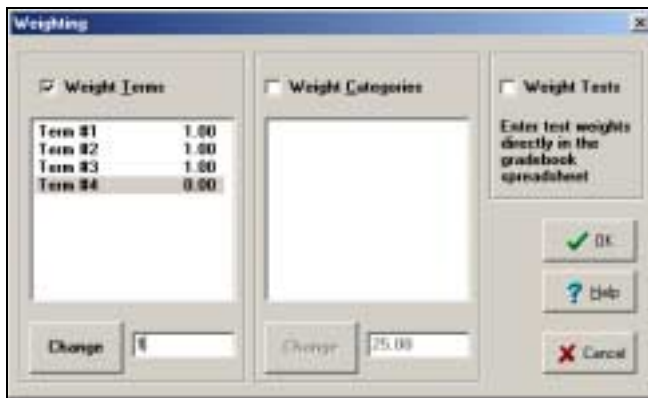 Weighting
Weight Terms
Term #1 1.00
Term #2 1.00
Term #3 1.00
Term #4 0.00
Change
Weight Categories
Change 25.00
Weight Tests
Enter test weights
directly in the
gradebook
spreadsheet
OK
Help
Cancel